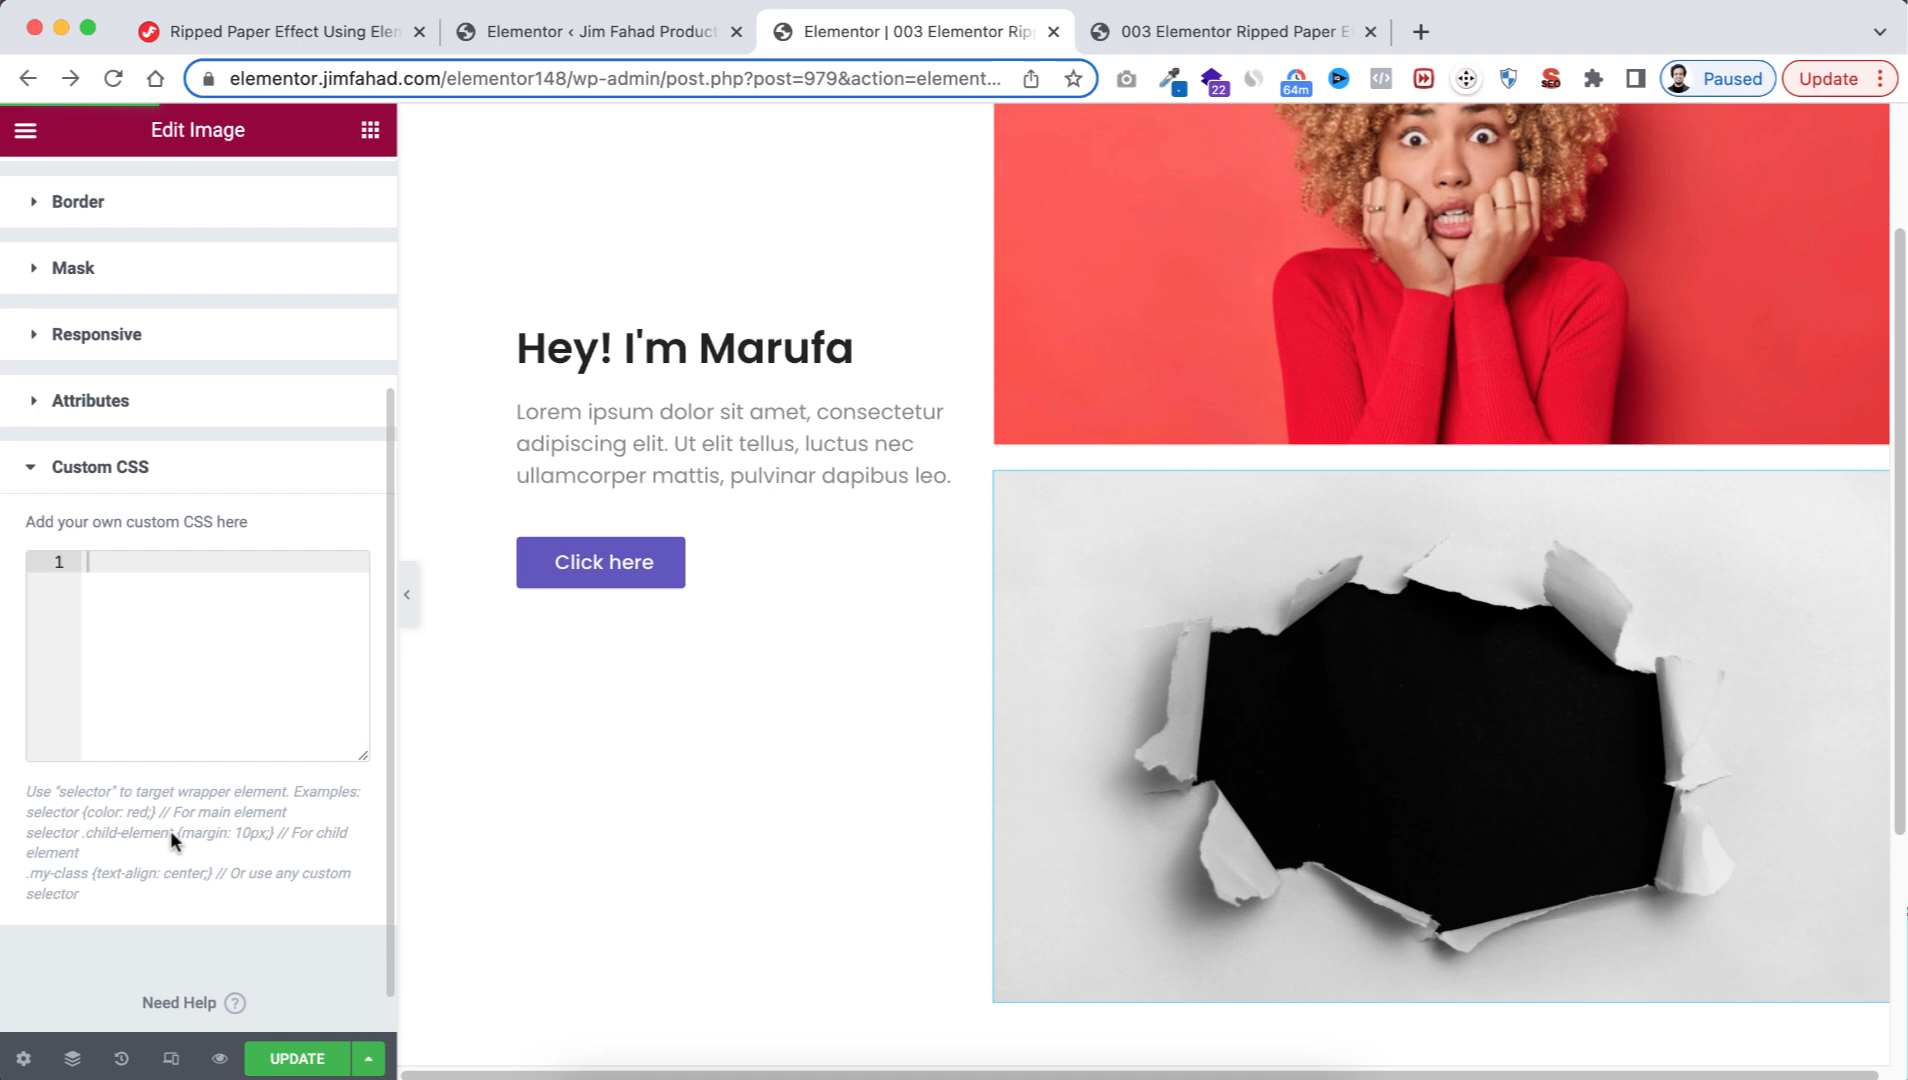 Ripped Paper Effect Using Elen
Elementor ‹ Jim Fahad Product
Elementor | 003 Elementor Rip
003 Elementor Ripped Paper E
elementor.jimfahad.com/elementor148/wp-admin/post.php?post=979&action=element...
22
64m
SEO
Paused
Update
Edit Image
Border
Mask
Responsive
Attributes
Custom CSS
Add your own custom CSS here
1
Use "selector" to target wrapper element. Examples:
selector {color: red;} // For main element
selector .child-element {margin: 10px;} // For child
element
.my-class {text-align: center;} // Or use any custom
selector
Need Help ?
UPDATE
Hey! I'm Marufa
Lorem ipsum dolor sit amet, consectetur
adipiscing elit. Ut elit tellus, luctus nec
ullamcorper mattis, pulvinar dapibus leo.
Click here